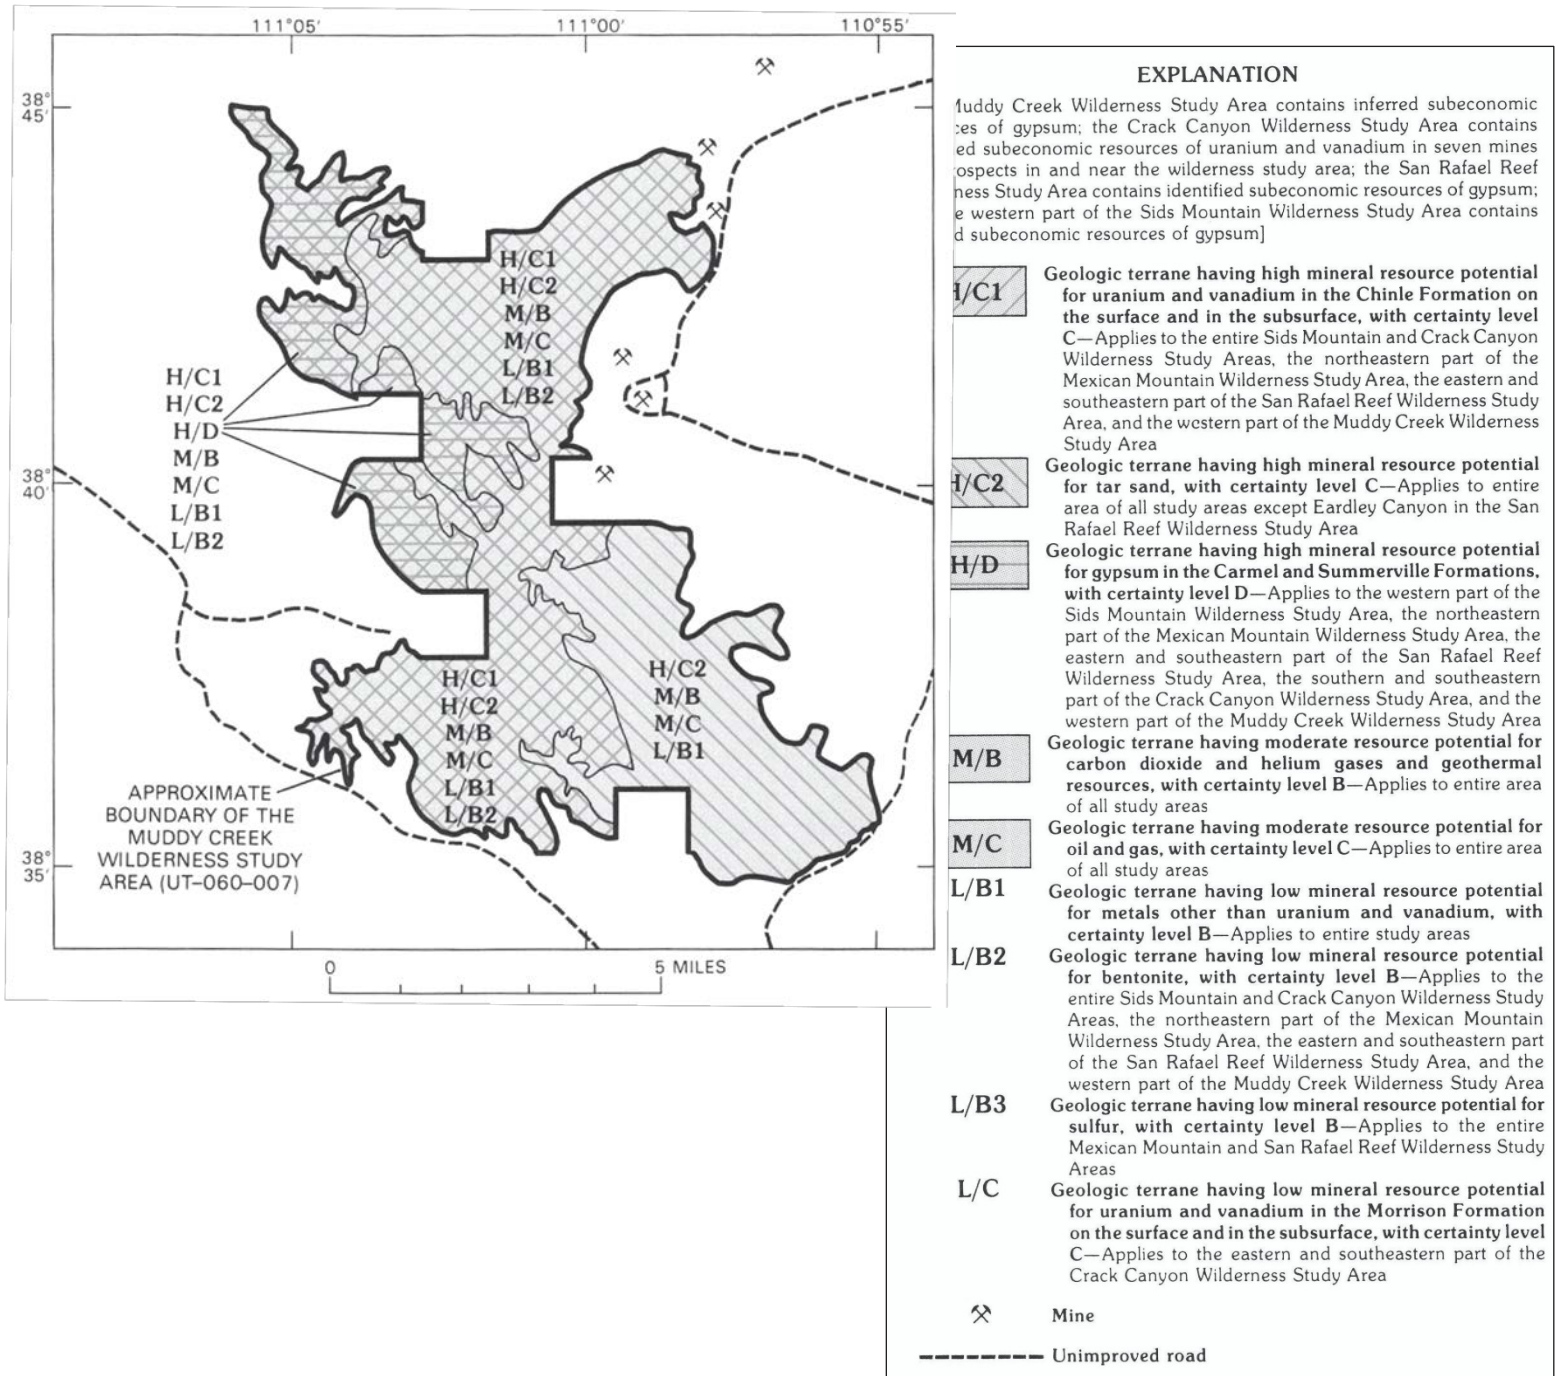 111°05′
111°00′
110°55′
38°
45′
38°
40′
38°
35′
H/C1
H/C2
M/B
M/C
L/B1
L/B2
H/C1
H/C2
H/D
M/B
M/C
L/B1
L/B2
H/C1
H/C2
M/B
M/C
L/B1
L/B2
H/C2
M/B
M/C
L/B1
APPROXIMATE
BOUNDARY OF THE
MUDDY CREEK
WILDERNESS STUDY
AREA (UT–060–007)
0
5 MILES
EXPLANATION
Creek Wilderness Study Area contains inferred subeconomic
of gypsum; the Crack Canyon Wilderness Study Area contains
subeconomic resources of uranium and vanadium in seven mines
in and near the wilderness study area; the San Rafael Reef
Study Area contains identified subeconomic resources of gypsum;
western part of the Sids Mountain Wilderness Study Area contains
subeconomic resources of gypsum]
/C1 Geologic terrane having high mineral resource potential
for uranium and vanadium in the Chinle Formation on
the surface and in the subsurface, with certainty level
C—Applies to the entire Sids Mountain and Crack Canyon
Wilderness Study Areas, the northeastern part of the
Mexican Mountain Wilderness Study Area, the eastern and
southeastern part of the San Rafael Reef Wilderness Study
Area, and the western part of the Muddy Creek Wilderness
Study Area
/C2 Geologic terrane having high mineral resource potential
for tar sand, with certainty level C—Applies to entire
area of all study areas except Eardley Canyon in the San
Rafael Reef Wilderness Study Area
H/D Geologic terrane having high mineral resource potential
for gypsum in the Carmel and Summerville Formations,
with certainty level D—Applies to the western part of the
Sids Mountain Wilderness Study Area, the northeastern
part of the Mexican Mountain Wilderness Study Area, the
eastern and southeastern part of the San Rafael Reef
Wilderness Study Area, the southern and southeastern
part of the Crack Canyon Wilderness Study Area, and the
western part of the Muddy Creek Wilderness Study Area
M/B Geologic terrane having moderate resource potential for
carbon dioxide and helium gases and geothermal
resources, with certainty level B—Applies to entire area
of all study areas
M/C Geologic terrane having moderate resource potential for
oil and gas, with certainty level C—Applies to entire area
of all study areas
L/B1 Geologic terrane having low mineral resource potential
for metals other than uranium and vanadium, with
certainty level B—Applies to entire study areas
L/B2 Geologic terrane having low mineral resource potential
for bentonite, with certainty level B—Applies to the
entire Sids Mountain and Crack Canyon Wilderness Study
Areas, the northeastern part of the Mexican Mountain
Wilderness Study Area, the eastern and southeastern part
of the San Rafael Reef Wilderness Study Area, and the
western part of the Muddy Creek Wilderness Study Area
L/B3 Geologic terrane having low mineral resource potential for
sulfur, with certainty level B—Applies to the entire
Mexican Mountain and San Rafael Reef Wilderness Study
Areas
L/C Geologic terrane having low mineral resource potential
for uranium and vanadium in the Morrison Formation
on the surface and in the subsurface, with certainty level
C—Applies to the eastern and southeastern part of the
Crack Canyon Wilderness Study Area
Mine
Unimproved road